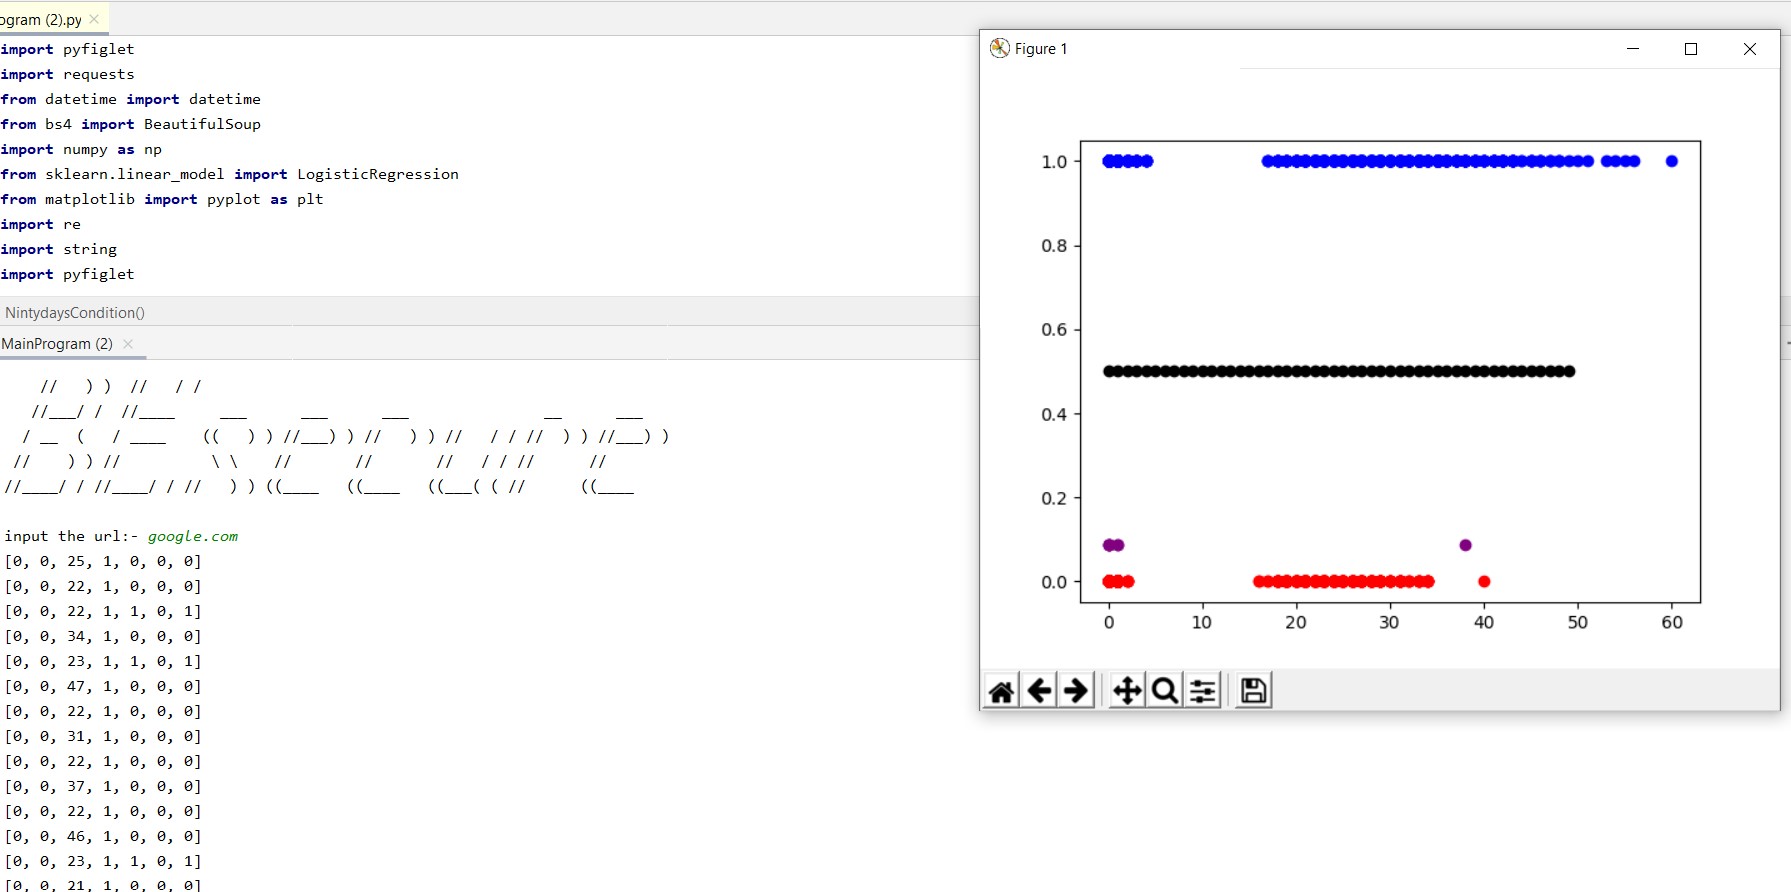 ogram (2).py
import pyfiglet
import requests
from datetime import datetime
from bs4 import BeautifulSoup
import numpy as np
from sklearn.linear_model import LogisticRegression
from matplotlib import pyplot as plt
import re
import string
import pyfiglet
NintydaysCondition()
MainProgram (2)
    //   ) )  //   / /
   //___/ /  //____     ___      ___      ___               __      ___
  / __  (   / ____    ((   ) ) //___) ) //   ) ) //   / / //  ) ) //___) )
 //    ) ) //          \ \    //       //       //   / / //      //
//____/ / //____/ / //   ) ) ((____   ((____   ((___( ( //      ((____
input the url:- google.com
[0, 0, 25, 1, 0, 0, 0]
[0, 0, 22, 1, 0, 0, 0]
[0, 0, 22, 1, 1, 0, 1]
[0, 0, 34, 1, 0, 0, 0]
[0, 0, 23, 1, 1, 0, 1]
[0, 0, 47, 1, 0, 0, 0]
[0, 0, 22, 1, 0, 0, 0]
[0, 0, 31, 1, 0, 0, 0]
[0, 0, 22, 1, 0, 0, 0]
[0, 0, 37, 1, 0, 0, 0]
[0, 0, 22, 1, 0, 0, 0]
[0, 0, 46, 1, 0, 0, 0]
[0, 0, 23, 1, 1, 0, 1]
[0, 0, 21, 1, 0, 0, 0]
Figure 1
1.0
0.8
0.6
0.4
0.2
0.0
0 10 20 30 40 50 60